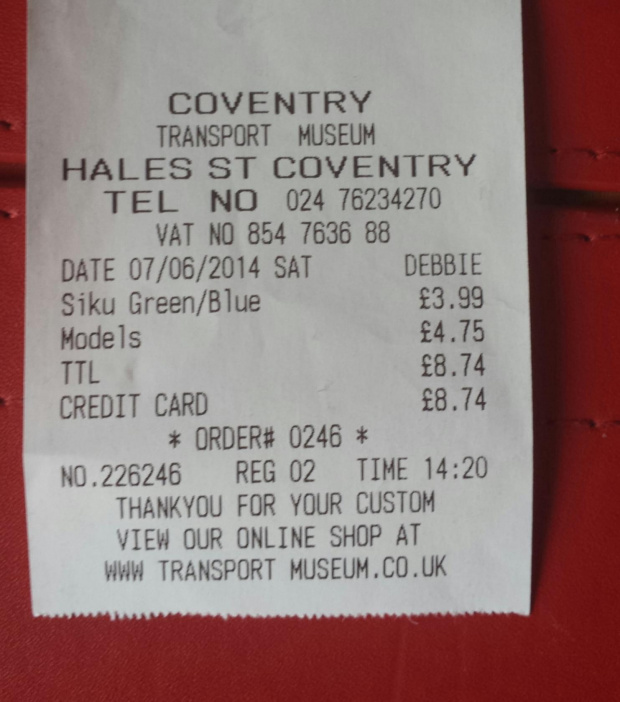 COVENTRY
TRANSPORT MUSEUM
HALES ST COVENTRY
TEL NO 024 76234270
VAT NO 854 7636 88
DATE 07/06/2014 SAT DEBBIE
Siku Green/Blue £3.99
Models £4.75
TTL £8.74
CREDIT CARD £8.74
* ORDER# 0246 *
NO.226246 REG 02 TIME 14:20
THANKYOU FOR YOUR CUSTOM
VIEW OUR ONLINE SHOP AT
WWW TRANSPORT MUSEUM.CO.UK